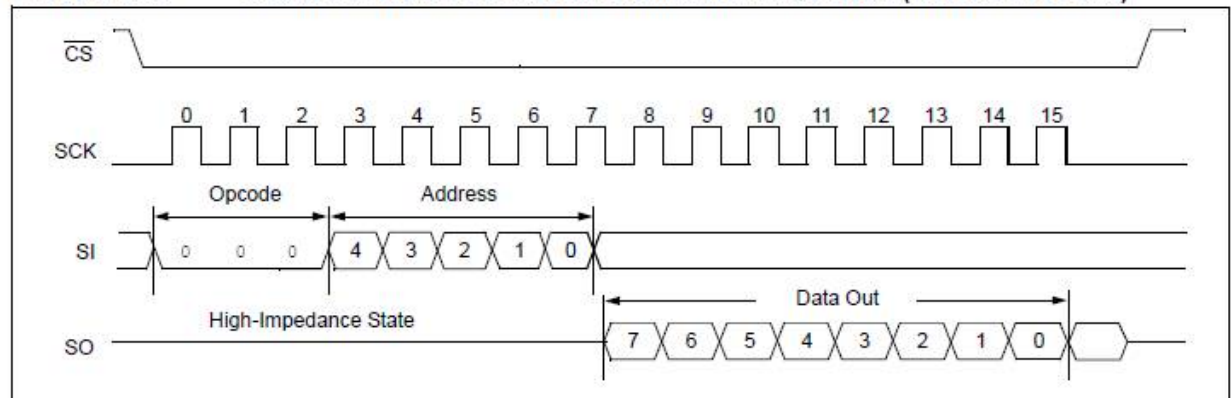 CS
0 1 2 3 4 5 6 7 8 9 10 11 12 13 14 15
SCK
Opcode Address
SI 0 0 0 4 3 2 1 0
Data Out
High-Impedance State
SO 7 6 5 4 3 2 1 0